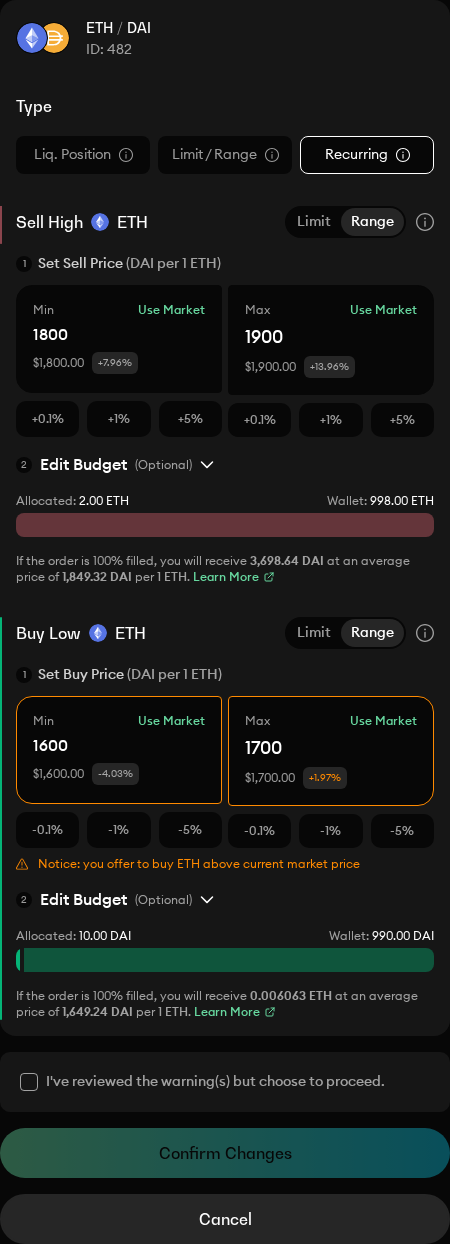 ETH / DAI
ID: 482
Type
Liq. Position
Limit / Range
Recurring
Sell High ETH
Limit Range
1 Set Sell Price (DAI per 1 ETH)
Min Use Market
1800
$1,800.00 +7.96%
Max Use Market
1900
$1,900.00 +13.96%
+0.1% +1% +5% +0.1% +1% +5%
2 Edit Budget (Optional)
Allocated: 2.00 ETH Wallet: 998.00 ETH
If the order is 100% filled, you will receive 3,698.64 DAI at an average
price of 1,849.32 DAI per 1 ETH. Learn More
Buy Low ETH
Limit Range
1 Set Buy Price (DAI per 1 ETH)
Min Use Market
1600
$1,600.00 -4.03%
Max Use Market
1700
$1,700.00 +1.97%
-0.1% -1% -5% -0.1% -1% -5%
Notice: you offer to buy ETH above current market price
2 Edit Budget (Optional)
Allocated: 10.00 DAI Wallet: 990.00 DAI
If the order is 100% filled, you will receive 0.006063 ETH at an average
price of 1,649.24 DAI per 1 ETH. Learn More
I've reviewed the warning(s) but choose to proceed.
Confirm Changes
Cancel